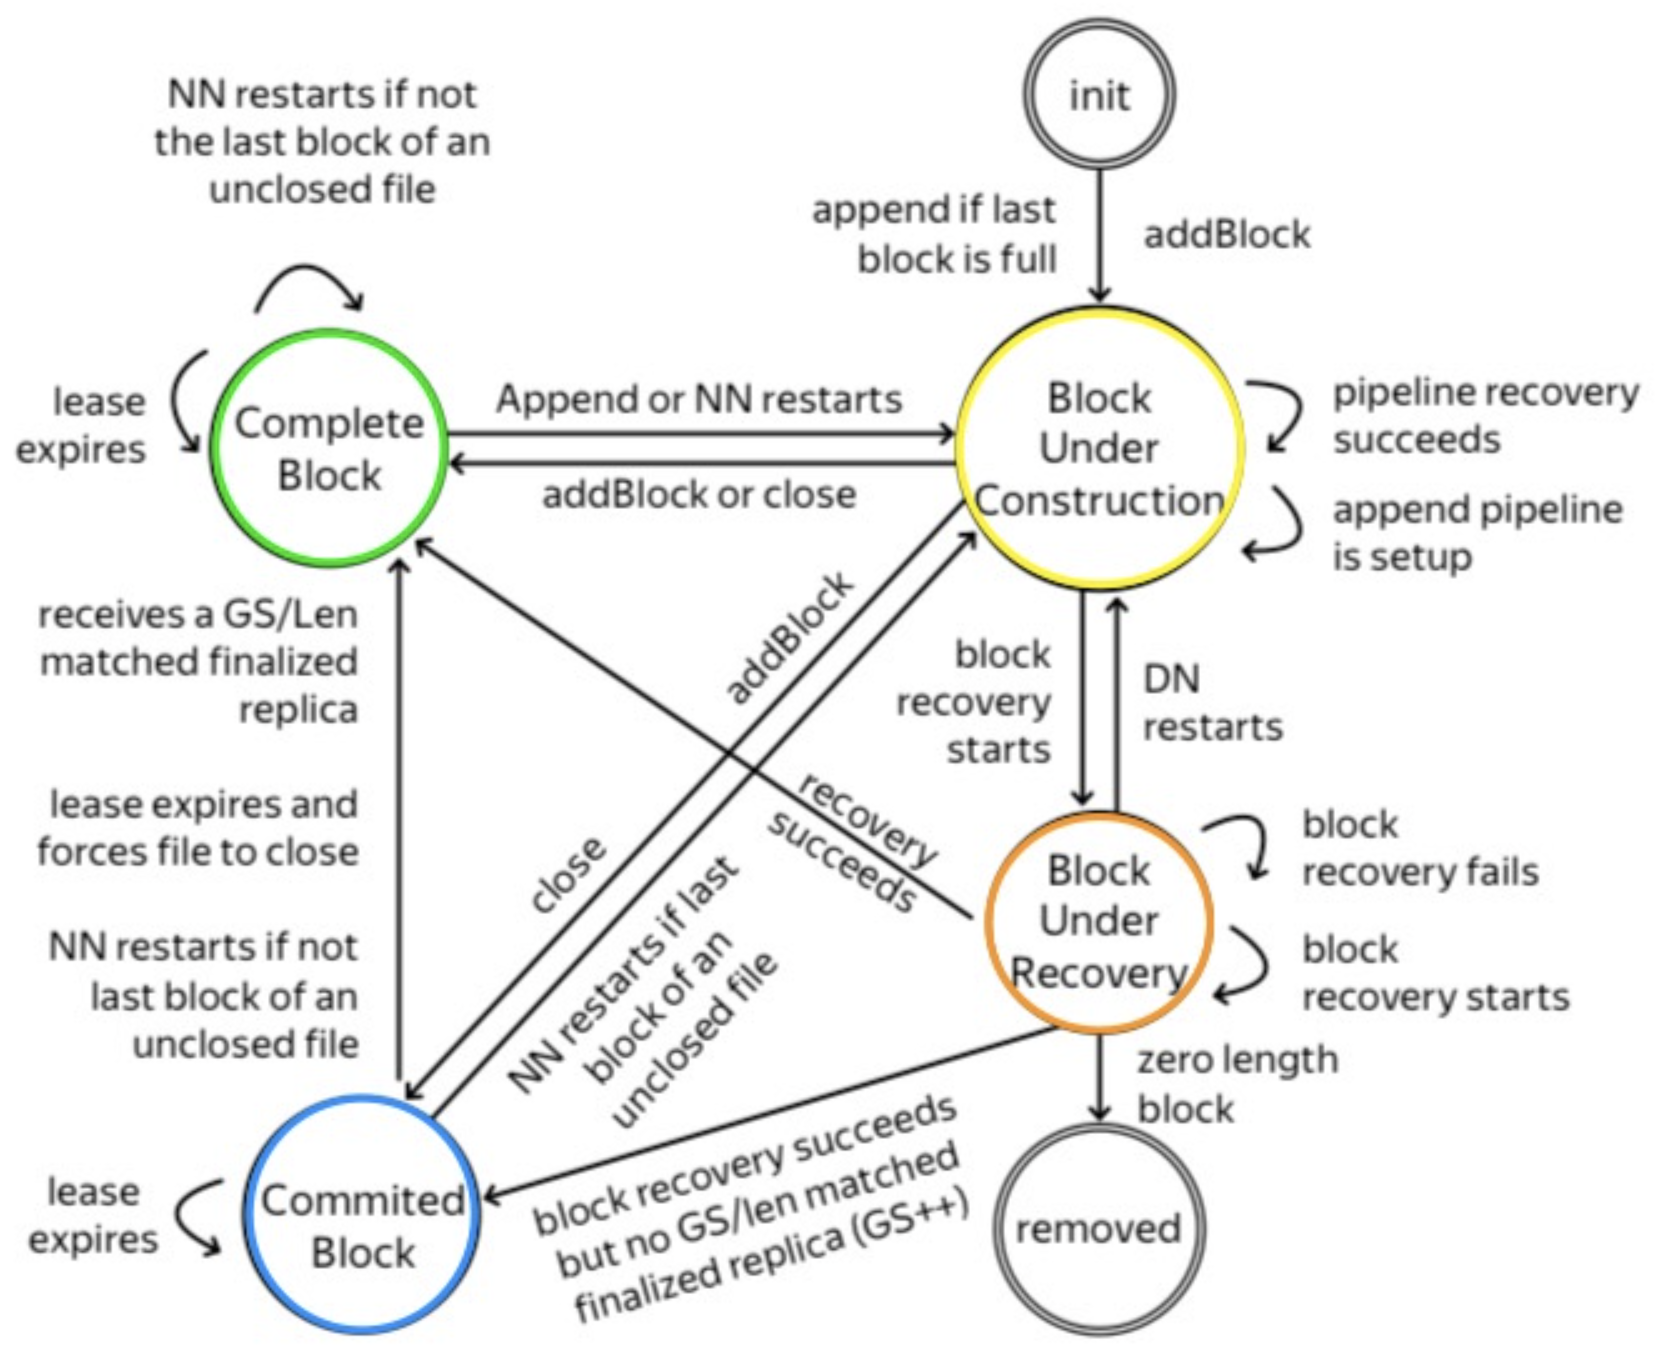 init
NN restarts if not
the last block of an
unclosed file
append if last
block is full
addBlock
lease
expires
Complete
Block
Append or NN restarts
addBlock or close
Block
Under
Construction
pipeline recovery
succeeds
append pipeline
is setup
receives a GS/Len
matched finalized
replica
lease expires and
forces file to close
NN restarts if not
last block of an
unclosed file
addBlock
close
NN restarts if last
block of an
unclosed file
recovery
succeeds
block
recovery
starts
DN
restarts
Block
Under
Recovery
block
recovery fails
block
recovery starts
zero length
block
removed
block recovery succeeds
but no GS/len matched
finalized replica (GS++)
lease
expires
Commited
Block